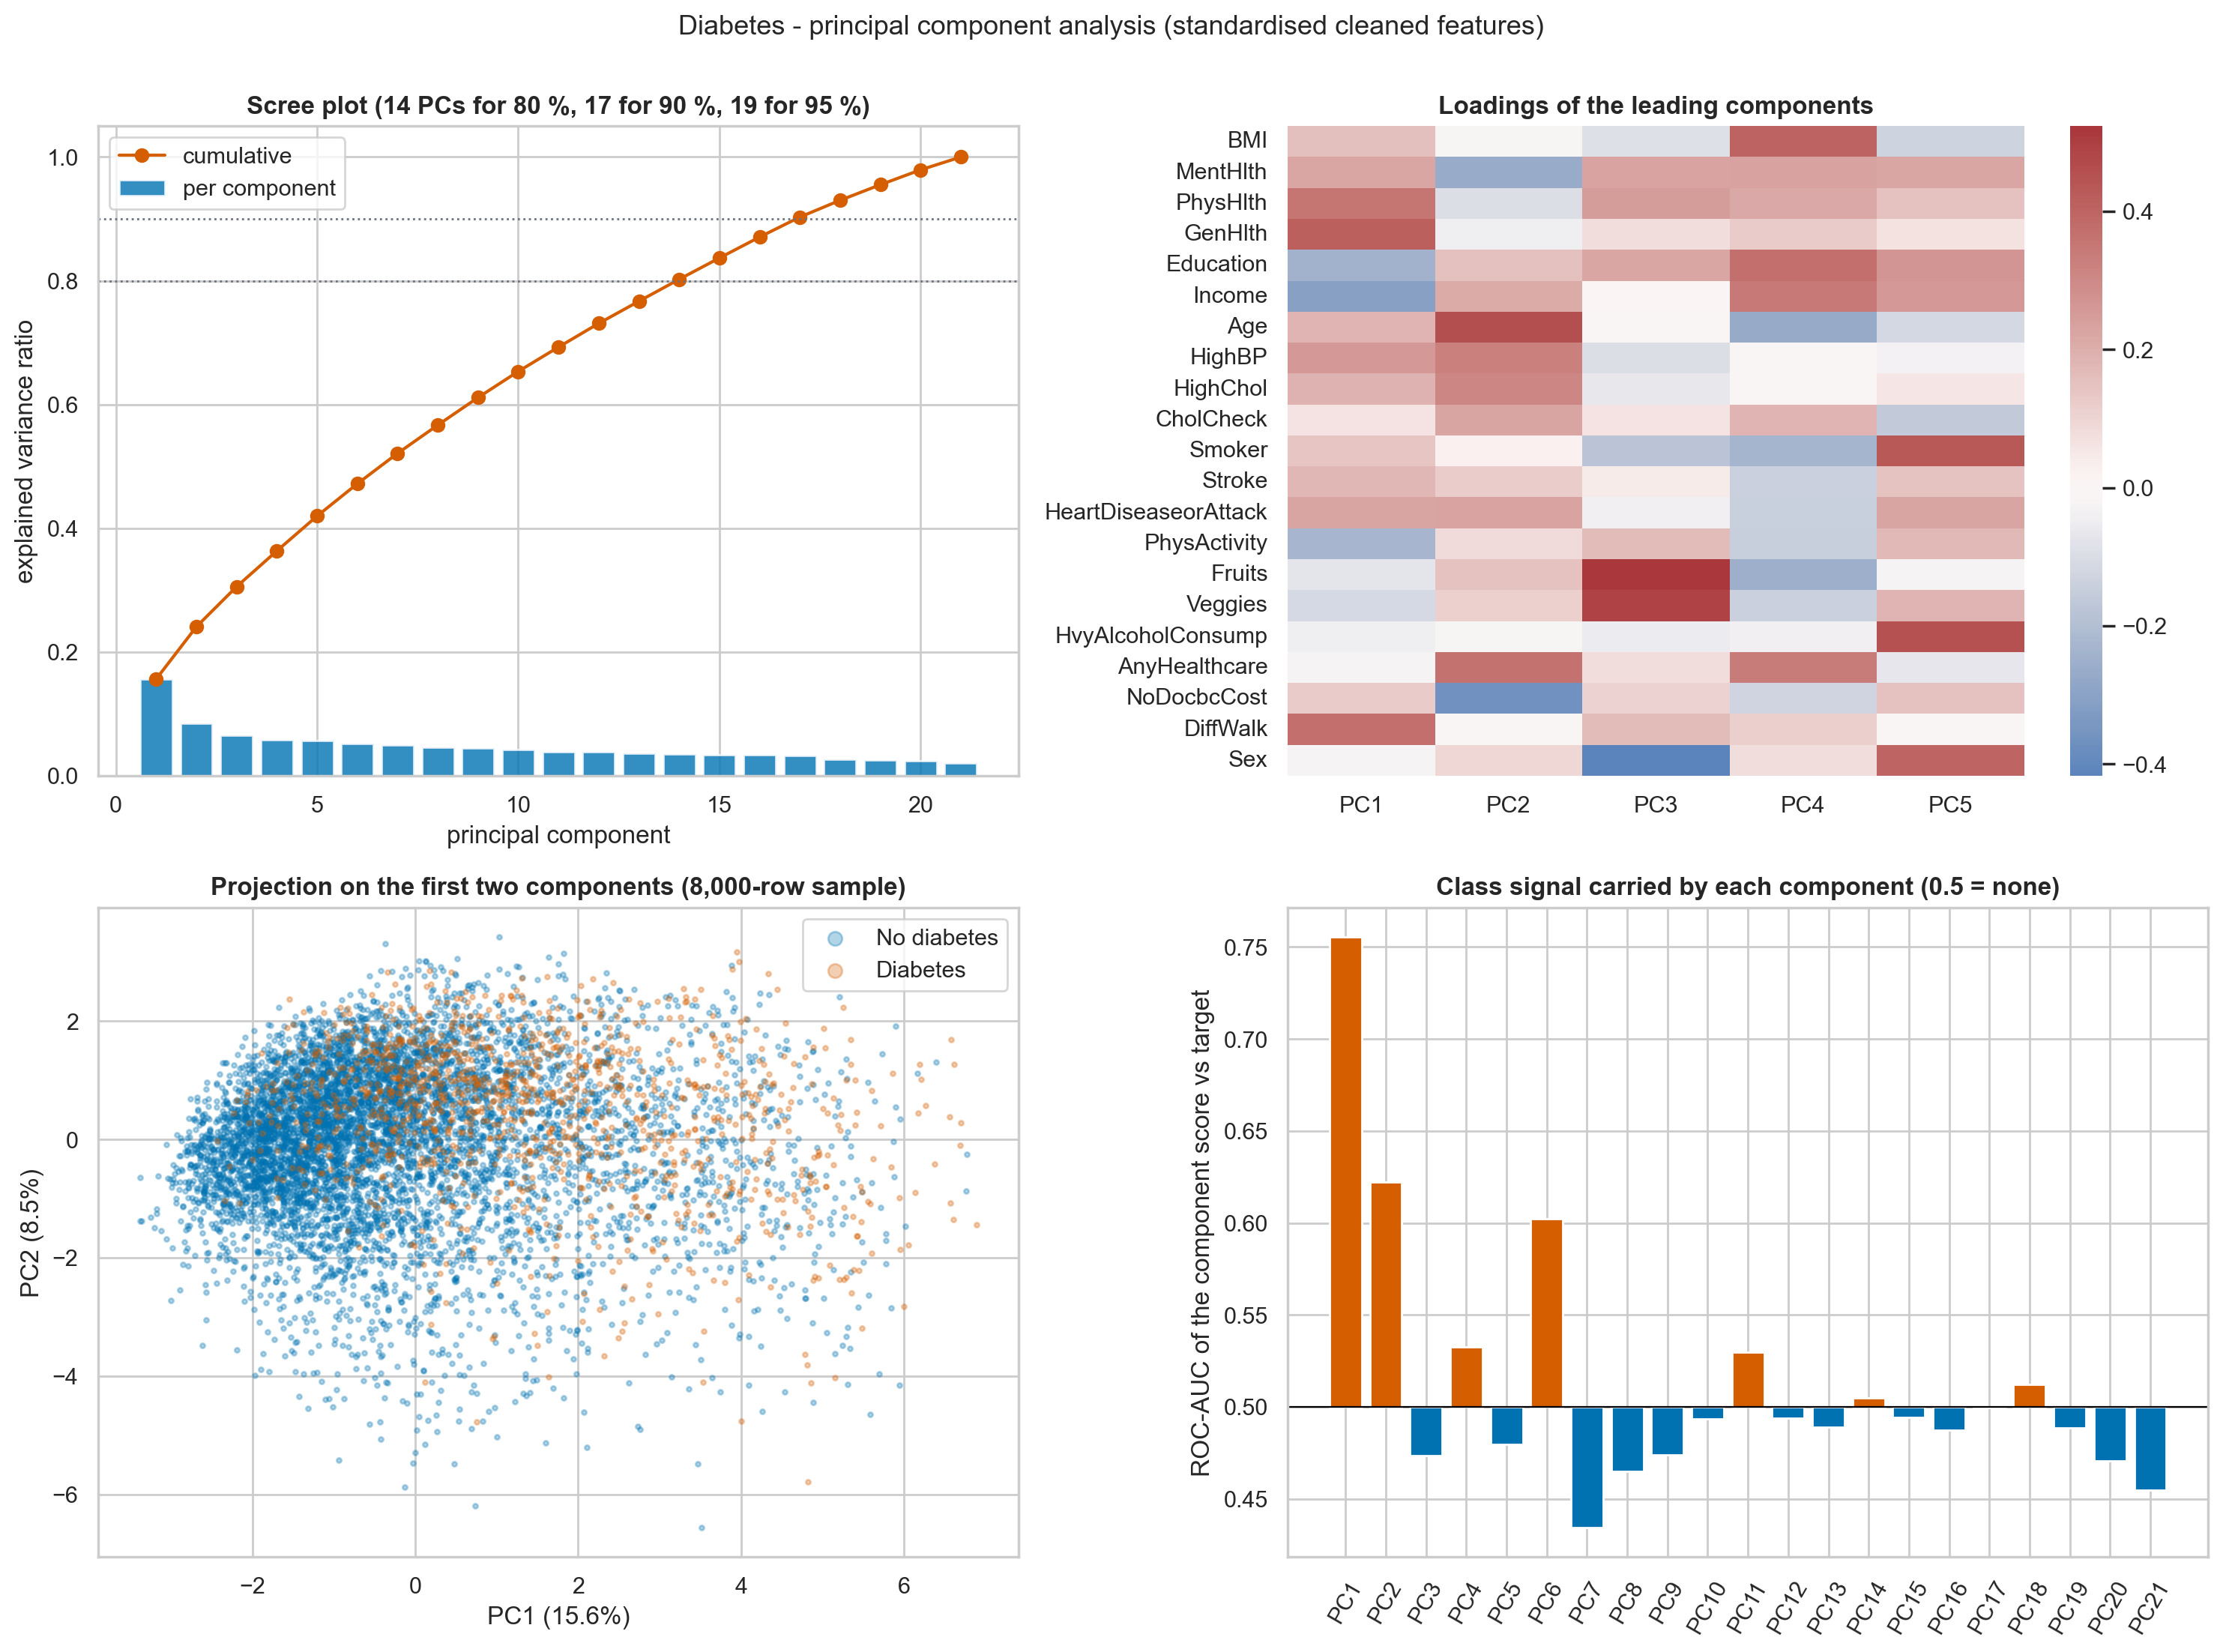 Diabetes - principal component analysis (standardised cleaned features)
Scree plot (14 PCs for 80 %, 17 for 90 %, 19 for 95 %)
cumulative
per component
explained variance ratio
1.0
0.8
0.6
0.4
0.2
0.0
0
5
10
15
20
principal component
Loadings of the leading components
BMI
MentHlth
PhysHlth
GenHlth
Education
Income
Age
HighBP
HighChol
CholCheck
Smoker
Stroke
HeartDiseaseorAttack
PhysActivity
Fruits
Veggies
HvyAlcoholConsump
AnyHealthcare
NoDocbcCost
DiffWalk
Sex
PC1
PC2
PC3
PC4
PC5
0.4
0.2
0.0
−0.2
−0.4
Projection on the first two components (8,000-row sample)
No diabetes
Diabetes
PC2 (8.5%)
2
0
−2
−4
−6
−2
0
2
4
6
PC1 (15.6%)
Class signal carried by each component (0.5 = none)
ROC-AUC of the component score vs target
0.75
0.70
0.65
0.60
0.55
0.50
0.45
PC1
PC2
PC3
PC4
PC5
PC6
PC7
PC8
PC9
PC10
PC11
PC12
PC13
PC14
PC15
PC16
PC17
PC18
PC19
PC20
PC21